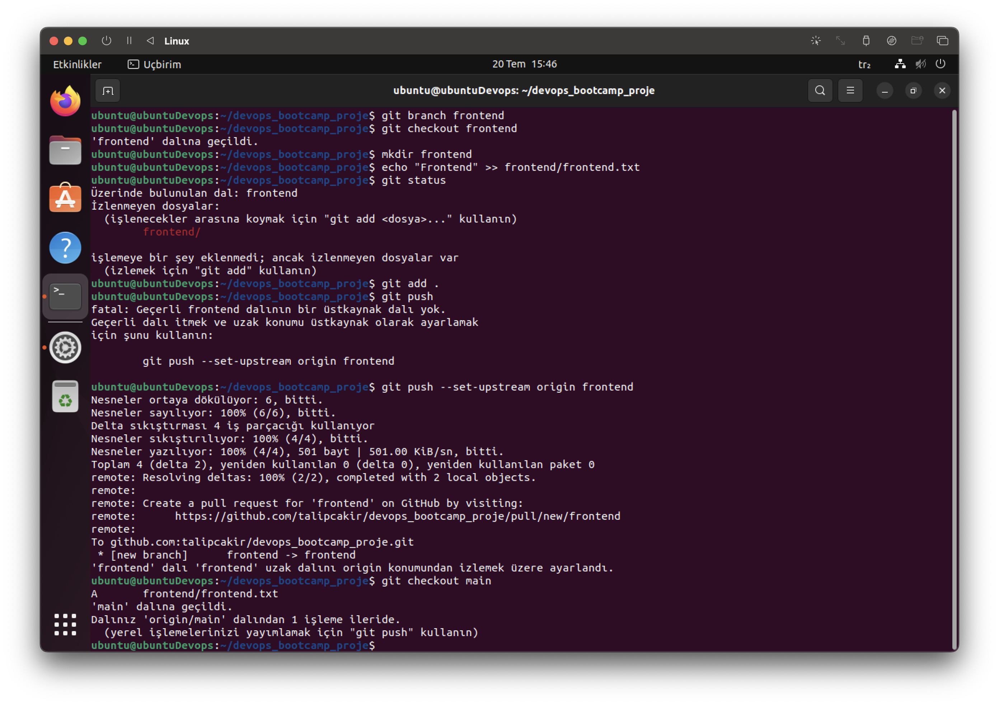 Linux
Etkinlikler
Uçbirim
20 Tem 15:46
tr₂
ubuntu@ubuntuDevops: ~/devops_bootcamp_proje
ubuntu@ubuntuDevops:~/devops_bootcamp_proje$ git branch frontend
ubuntu@ubuntuDevops:~/devops_bootcamp_proje$ git checkout frontend
'frontend' dalına geçildi.
ubuntu@ubuntuDevops:~/devops_bootcamp_proje$ mkdir frontend
ubuntu@ubuntuDevops:~/devops_bootcamp_proje$ echo "Frontend" >> frontend/frontend.txt
ubuntu@ubuntuDevops:~/devops_bootcamp_proje$ git status
Üzerinde bulunulan dal: frontend
İzlenmeyen dosyalar:
  (işlenecekler arasına koymak için "git add <dosya>..." kullanın)
        frontend/
işlemeye bir şey eklenmedi; ancak izlenmeyen dosyalar var
  (izlemek için "git add" kullanın)
ubuntu@ubuntuDevops:~/devops_bootcamp_proje$ git add .
ubuntu@ubuntuDevops:~/devops_bootcamp_proje$ git push
fatal: Geçerli frontend dalının bir üstkaynak dalı yok.
Geçerli dalı itmek ve uzak konumu üstkaynak olarak ayarlamak
için şunu kullanın:
        git push --set-upstream origin frontend
ubuntu@ubuntuDevops:~/devops_bootcamp_proje$ git push --set-upstream origin frontend
Nesneler ortaya dökülüyor: 6, bitti.
Nesneler sayılıyor: 100% (6/6), bitti.
Delta sıkıştırması 4 iş parçacığı kullanıyor
Nesneler sıkıştırılıyor: 100% (4/4), bitti.
Nesneler yazılıyor: 100% (4/4), 501 bayt | 501.00 KiB/sn, bitti.
Toplam 4 (delta 2), yeniden kullanılan 0 (delta 0), yeniden kullanılan paket 0
remote: Resolving deltas: 100% (2/2), completed with 2 local objects.
remote:
remote: Create a pull request for 'frontend' on GitHub by visiting:
remote:      https://github.com/talipcakir/devops_bootcamp_proje/pull/new/frontend
remote:
To github.com:talipcakir/devops_bootcamp_proje.git
 * [new branch]      frontend -> frontend
'frontend' dalı 'frontend' uzak dalını origin konumundan izlemek üzere ayarlandı.
ubuntu@ubuntuDevops:~/devops_bootcamp_proje$ git checkout main
A       frontend/frontend.txt
'main' dalına geçildi.
Dalınız 'origin/main' dalından 1 işleme ileride.
  (yerel işlemelerinizi yayımlamak için "git push" kullanın)
ubuntu@ubuntuDevops:~/devops_bootcamp_proje$